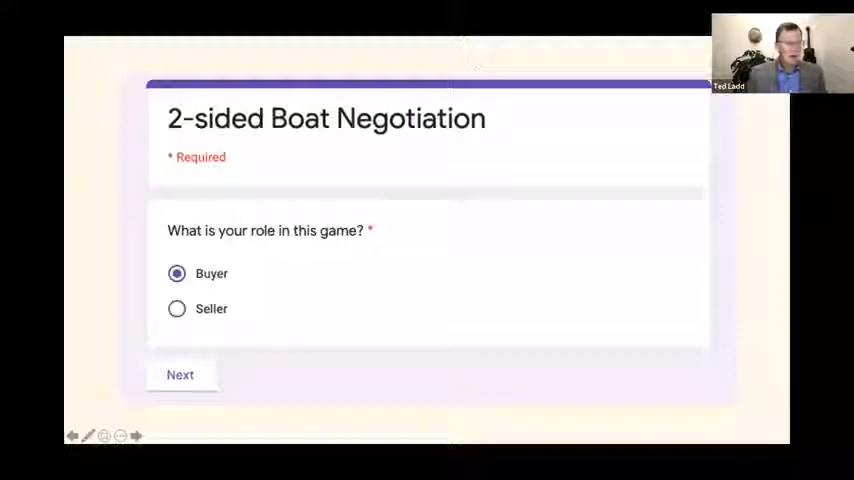 2-sided Boat Negotiation
* Required
What is your role in this game? *
Buyer
Seller
Next
Ted Ladd